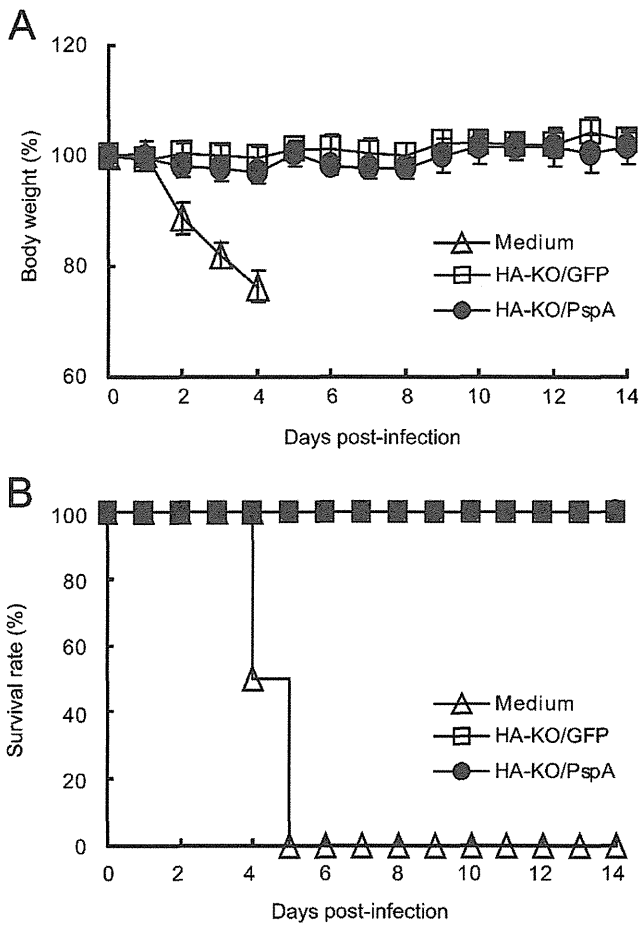 A
120
100
80
60
Body weight (%)
Medium
HA-KO/GFP
HA-KO/PspA
0 2 4 6 8 10 12 14
Days post-infection
B
100
80
60
40
20
0
Survival rate (%)
Medium
HA-KO/GFP
HA-KO/PspA
0 2 4 6 8 10 12 14
Days post-infection